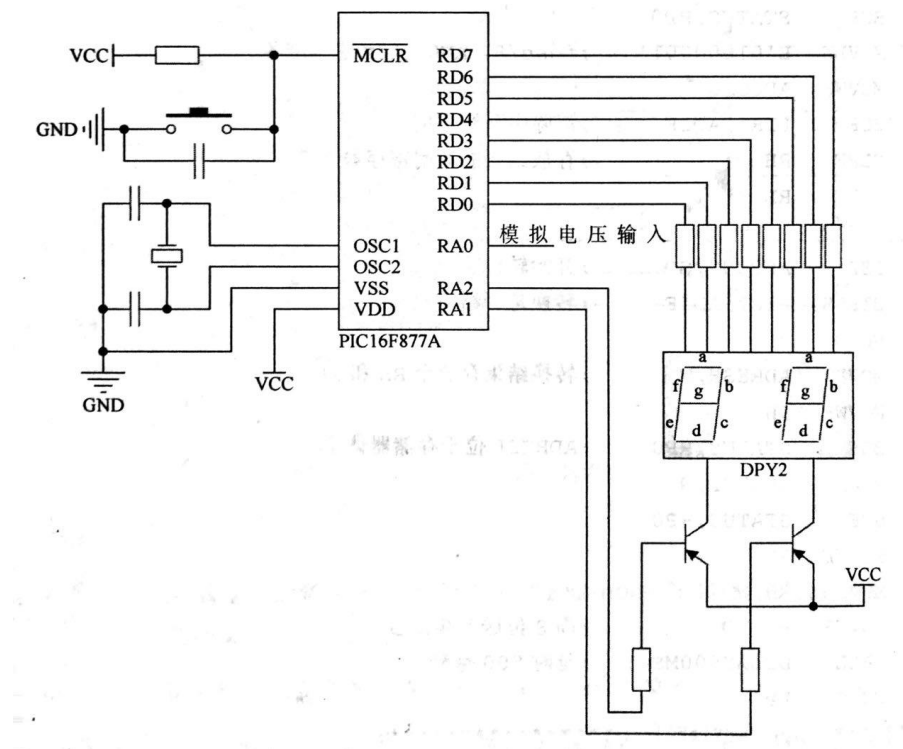 VCC
MCLR
RD7
RD6
RD5
RD4
RD3
RD2
RD1
RD0
GND
模拟电压输入
OSC1
RA0
OSC2
VSS
RA2
VDD
RA1
PIC16F877A
VCC
GND
a
a
f
g
b
f
g
b
e
d
c
e
d
c
DPY2
VCC